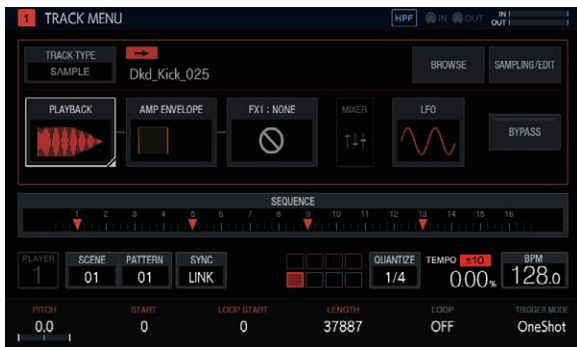 1 TRACK MENU
HPF IN OUT IN OUT
TRACK TYPE
SAMPLE
Dkd_Kick_025
BROWSE
SAMPLING/EDIT
PLAYBACK
AMP ENVELOPE
FX1 : NONE
MIXER
LFO
BYPASS
SEQUENCE
1 2 3 4 5 6 7 8 9 10 11 12 13 14 15 16
PLAYER
1
SCENE
01
PATTERN
01
SYNC
LINK
QUANTIZE
1/4
TEMPO ±10
0.00%
BPM
128.0
PITCH
0.0
START
0
LOOP START
0
LENGTH
37887
LOOP
OFF
TRIGGER MODE
OneShot